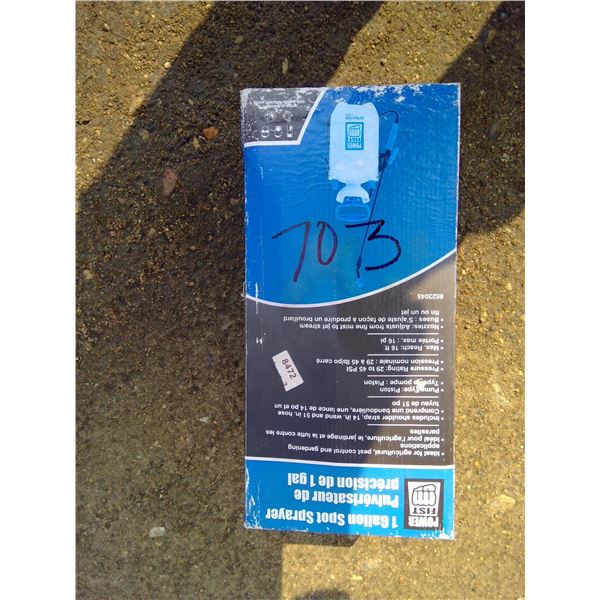 1 Gallon Spot Sprayer
Pulvérisateur de
précision de 1 gal
POWER
FIST
• Ideal for agricultural, pest control and gardening
applications
• Idéal pour l'agriculture, le jardinage et la lutte contre les
parasites
• Includes shoulder strap, 14 in. wand and 51 in. hose
• Comprend une bandoulière, une lance de 14 po et un
tuyau de 51 po
• Pump Type: Piston
• Type de pompe : Piston
• Pressure Rating: 29 to 45 PSI
• Pression nominale : 29 à 45 lb/po carré
• Max. Reach: 16 ft
• Portée max. 16 pi
• Nozzles: Adjusts from fine mist to jet stream
• Buses : S'ajuste de façon à produire un brouillard
fin ou un jet
8523045
8472
703
POWER
FIST
SPRAYER